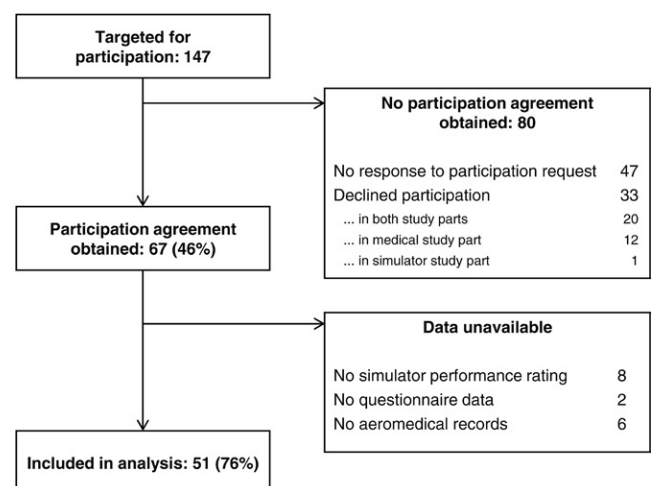 Targeted for
participation: 147
No participation agreement
obtained: 80
No response to participation request 47
Declined participation 33
... in both study parts 20
... in medical study part 12
... in simulator study part 1
Participation agreement
obtained: 67 (46%)
Data unavailable
No simulator performance rating 8
No questionnaire data 2
No aeromedical records 6
Included in analysis: 51 (76%)